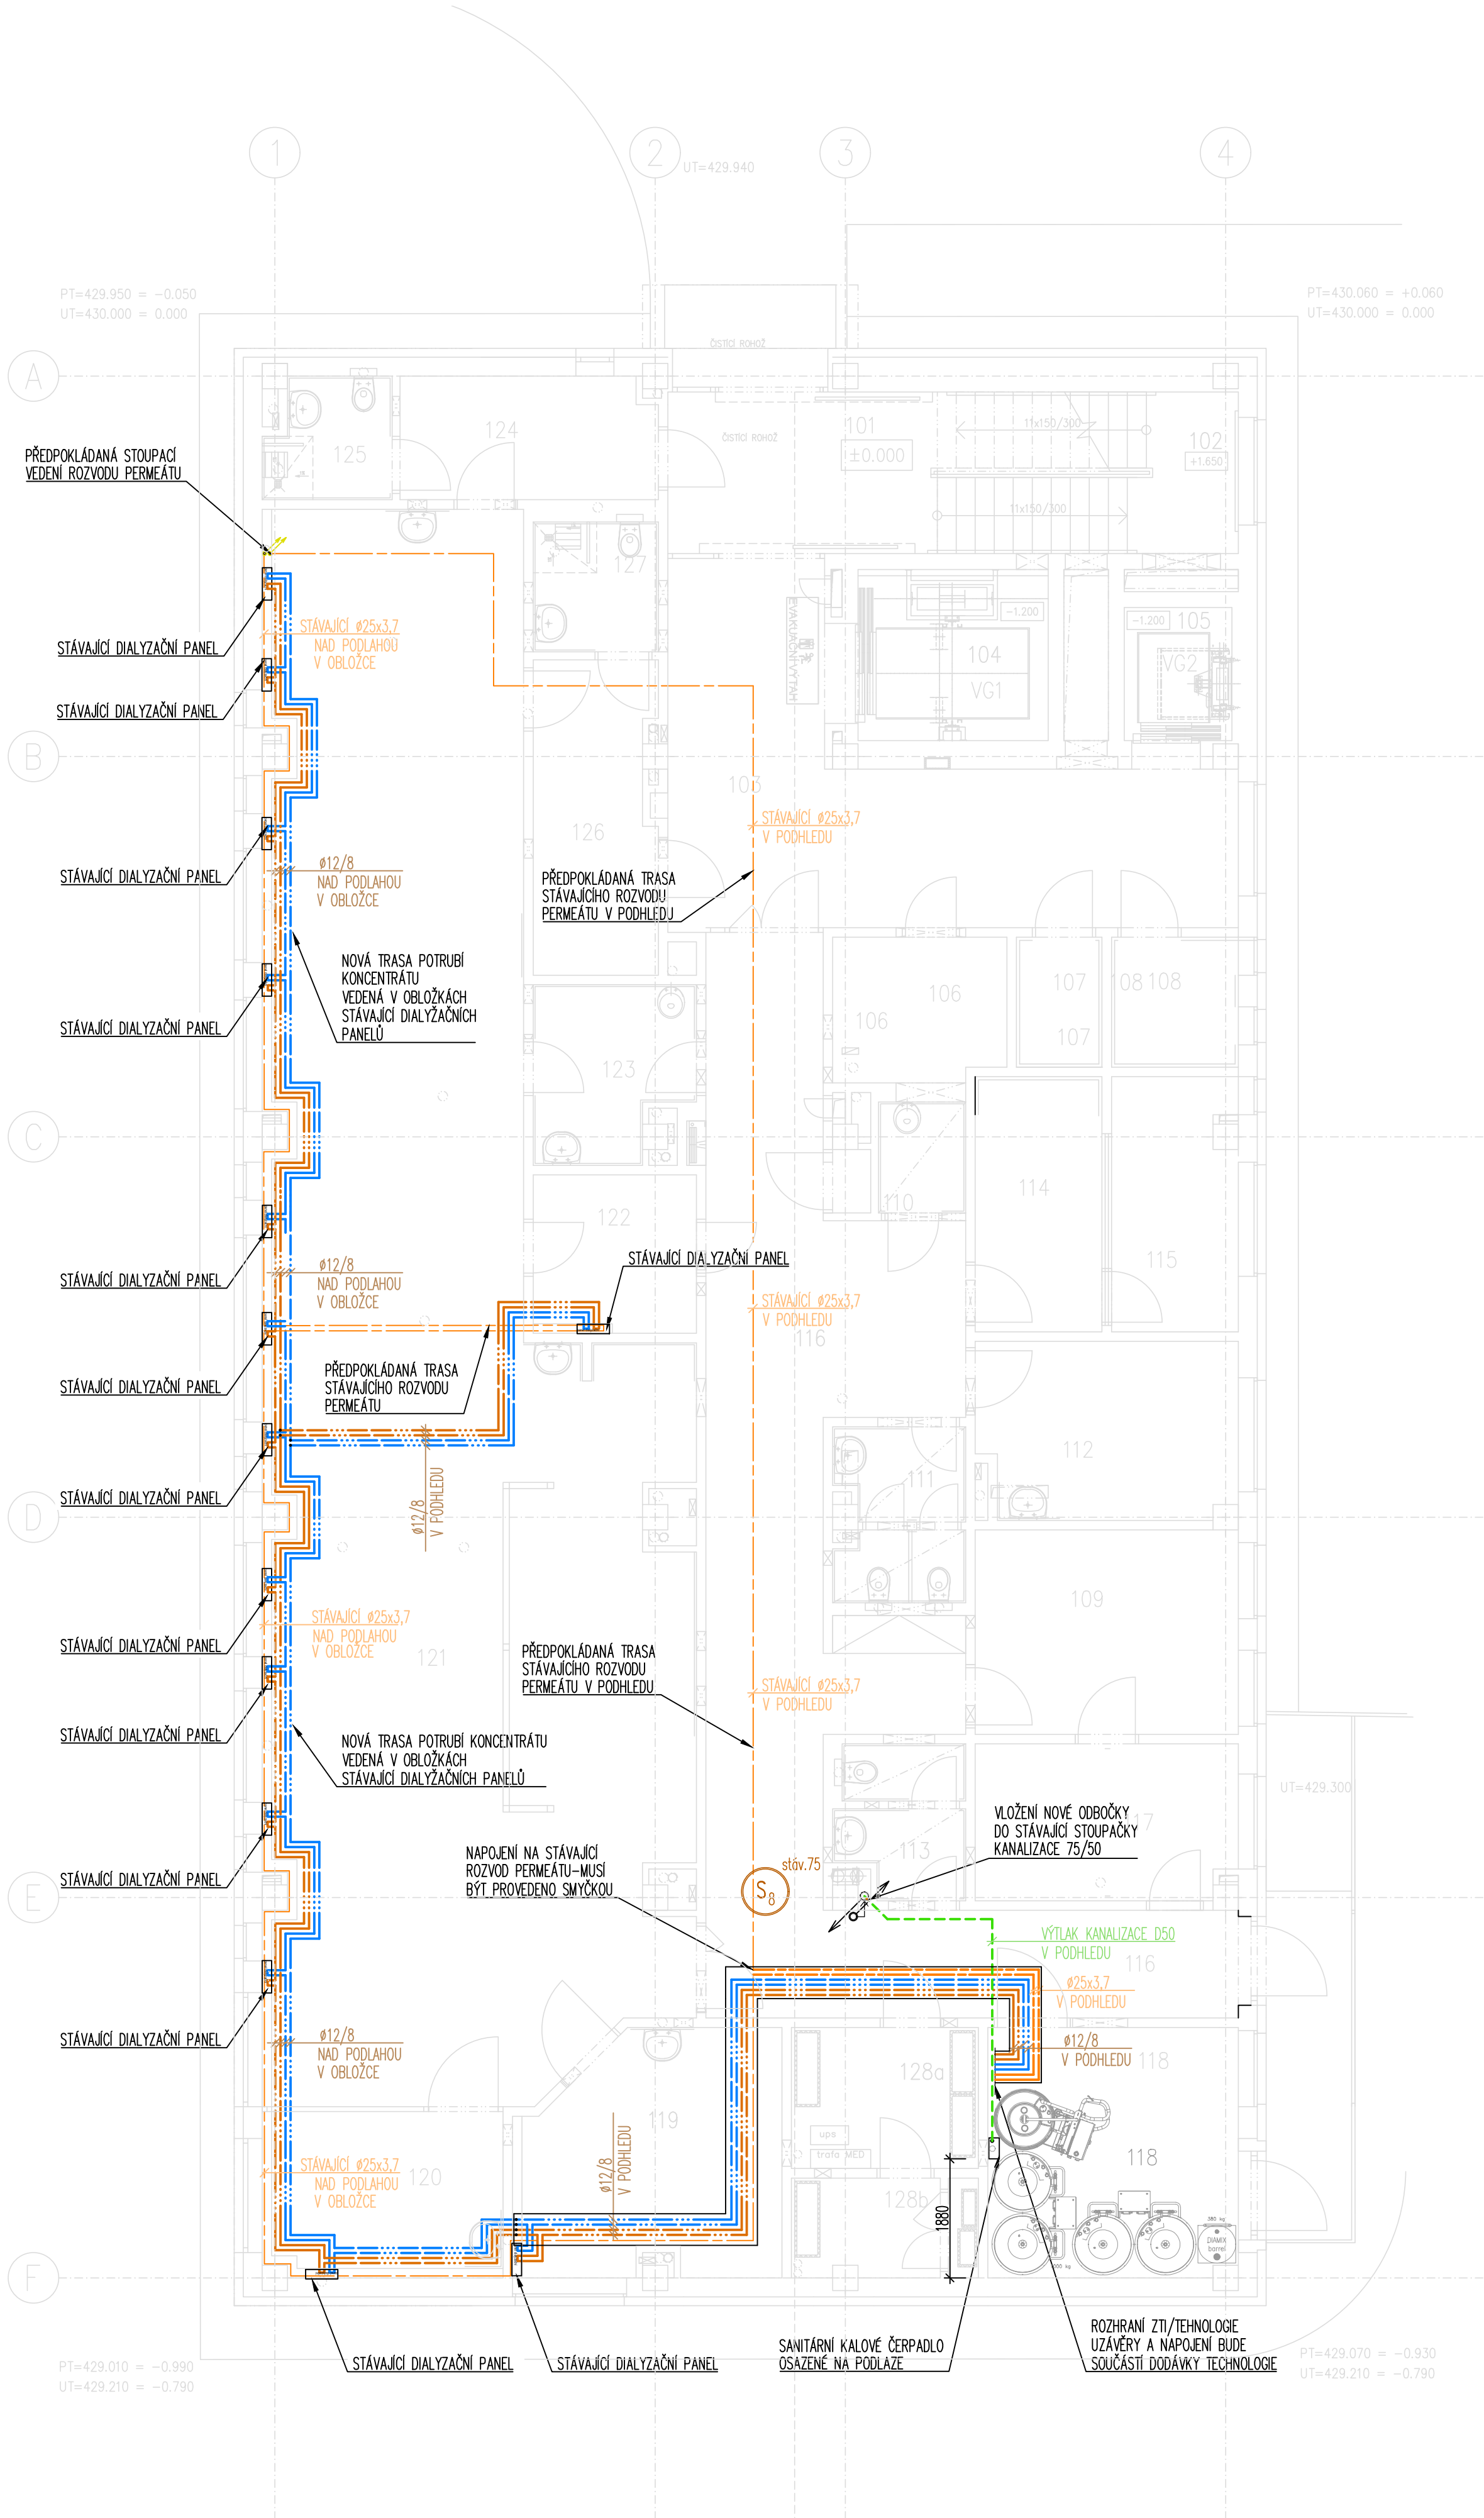 1
2
3
4
UT=429.940
PT=429.950 = -0.050
UT=430.000 = 0.000
PT=430.060 = +0.060
UT=430.000 = 0.000
ČISTÍCÍ ROHOŽ
A
101
±0.000
11x150/300
102
+1.650
ČISTÍCÍ ROHOŽ
124
125
PŘEDPOKLÁDANÁ STOUPACÍ
VEDENÍ ROZVODU PERMEÁTU
11x150/300
127
EVAKUAČNÍ VÝTAH
-1.200
104
VG1
-1.200
105
VG2
STÁVAJÍCÍ ø25x3,7
NAD PODLAHOU
V OBLOŽCE
STÁVAJÍCÍ DIALYZAČNÍ PANEL
STÁVAJÍCÍ DIALYZAČNÍ PANEL
B
103
126
STÁVAJÍCÍ ø25x3,7
V PODHLEDU
STÁVAJÍCÍ DIALYZAČNÍ PANEL
ø12/8
NAD PODLAHOU
V OBLOŽCE
PŘEDPOKLÁDANÁ TRASA
STÁVAJÍCÍHO ROZVODU
PERMEÁTU V PODHLEDU
NOVÁ TRASA POTRUBÍ
KONCENTRÁTU
VEDENÁ V OBLOŽKÁCH
STÁVAJÍCÍ DIALYŽAČNÍCH
PANELŮ
STÁVAJÍCÍ DIALYZAČNÍ PANEL
106
106
107
107
108
108
123
C
110
114
115
122
STÁVAJÍCÍ DIALYZAČNÍ PANEL
STÁVAJÍCÍ DIALYZAČNÍ PANEL
ø12/8
NAD PODLAHOU
V OBLOŽCE
STÁVAJÍCÍ ø25x3,7
V PODHLEDU
116
PŘEDPOKLÁDANÁ TRASA
STÁVAJÍCÍHO ROZVODU
PERMEÁTU
STÁVAJÍCÍ DIALYZAČNÍ PANEL
STÁVAJÍCÍ DIALYZAČNÍ PANEL
ø12/8
V PODHLEDU
111
112
D
109
STÁVAJÍCÍ ø25x3,7
NAD PODLAHOU
V OBLOŽCE
121
STÁVAJÍCÍ DIALYZAČNÍ PANEL
PŘEDPOKLÁDANÁ TRASA
STÁVAJÍCÍHO ROZVODU
PERMEÁTU V PODHLEDU
STÁVAJÍCÍ ø25x3,7
V PODHLEDU
STÁVAJÍCÍ DIALYZAČNÍ PANEL
NOVÁ TRASA POTRUBÍ KONCENTRÁTU
VEDENÁ V OBLOŽKÁCH
STÁVAJÍCÍ DIALYŽAČNÍCH PANELŮ
UT=429.300
VLOŽENÍ NOVÉ ODBOČKY
DO STÁVAJÍCÍ STOUPAČKY
KANALIZACE 75/50
113
NAPOJENÍ NA STÁVAJÍCÍ
ROZVOD PERMEÁTU-MUSÍ
BÝT PROVEDENO SMYČKOU
stáv.75
S8
STÁVAJÍCÍ DIALYZAČNÍ PANEL
E
VÝTLAK KANALIZACE D50
V PODHLEDU
116
ø25x3,7
V PODHLEDU
STÁVAJÍCÍ DIALYZAČNÍ PANEL
ø12/8
NAD PODLAHOU
V OBLOŽCE
ø12/8
V PODHLEDU
118
128a
119
ups
trafo MED
118
STÁVAJÍCÍ ø25x3,7
NAD PODLAHOU
V OBLOŽCE
120
ø12/8
V PODHLEDU
128b
1880
380 kg
DIAMIX
barrel
F
SANITÁRNÍ KALOVÉ ČERPADLO
OSAZENÉ NA PODLAZE
ROZHRANÍ ZTI/TEHNOLOGIE
UZÁVĚRY A NAPOJENÍ BUDE
SOUČÁSTÍ DODÁVKY TECHNOLOGIE
STÁVAJÍCÍ DIALYZAČNÍ PANEL
STÁVAJÍCÍ DIALYZAČNÍ PANEL
PT=429.010 = -0.990
UT=429.210 = -0.790
PT=429.070 = -0.930
UT=429.210 = -0.790